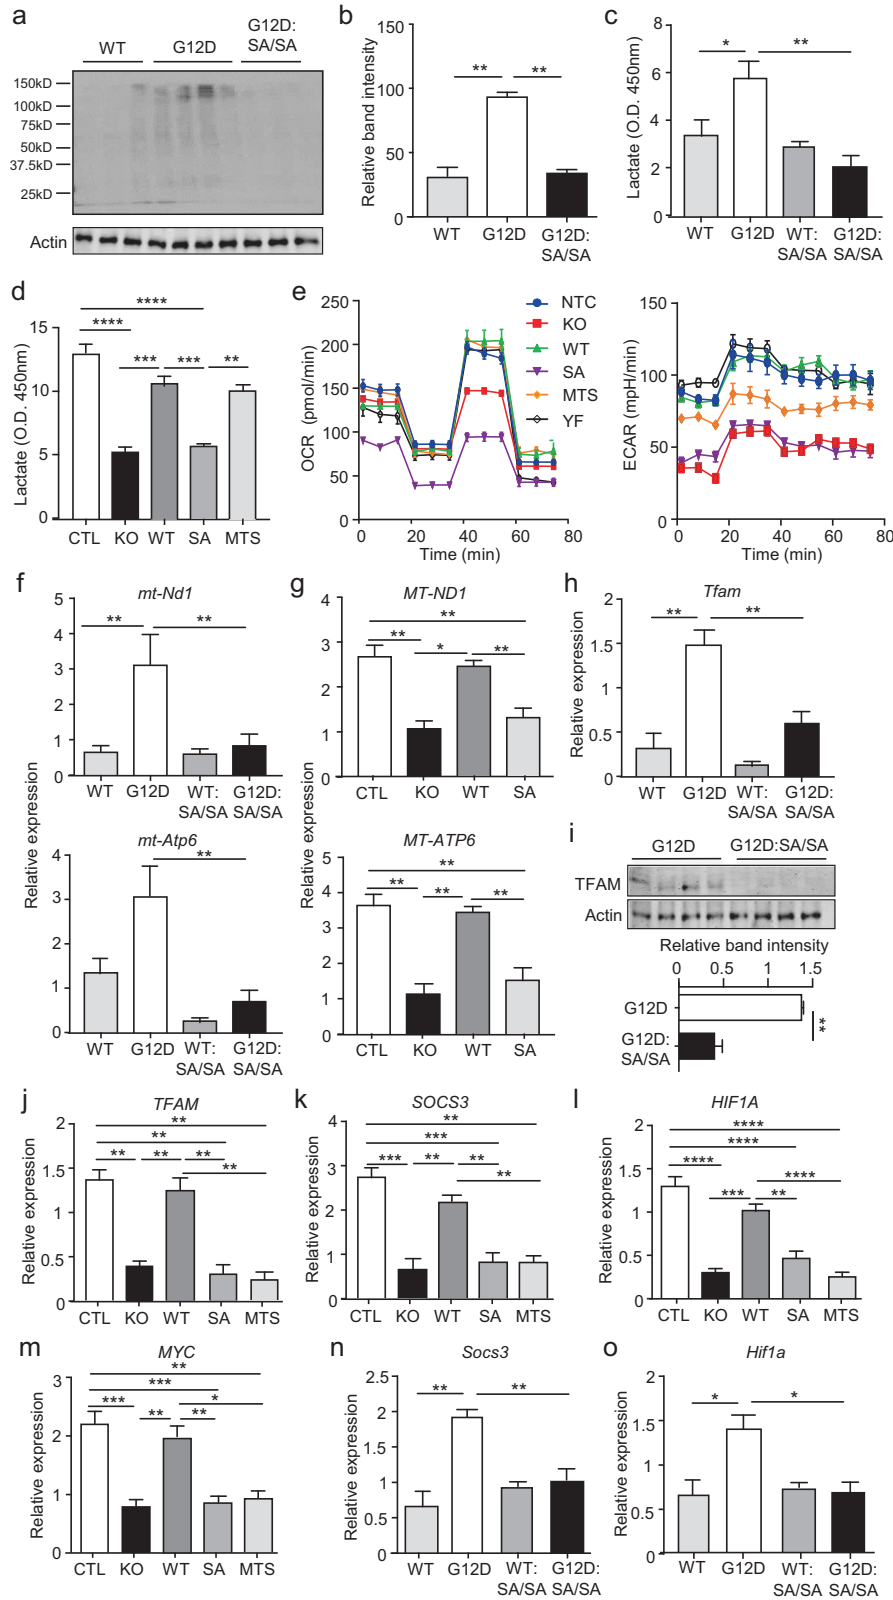 a
WT
G12D
G12D:
SA/SA
150kD
100kD
75kD
50kD
37.5kD
25kD
Actin
b
Relative band intensity
150
100
50
0
**
**
WT
G12D
G12D:
SA/SA
c
Lactate (O.D. 450nm)
8
6
4
2
0
*
**
WT
G12D
WT:
SA/SA
G12D:
SA/SA
d
Lactate (O.D. 450nm)
15
10
5
0
****
****
***
***
**
CTL
KO
WT
SA
MTS
e
OCR (pmol/min)
250
200
150
100
50
0
0
20
40
60
80
Time (min)
NTC
KO
WT
SA
MTS
YF
ECAR (mpH/min)
150
100
50
0
0
20
40
60
80
Time (min)
f
mt-Nd1
5
4
3
2
1
0
**
**
WT
G12D
WT:
SA/SA
G12D:
SA/SA
Relative expression
mt-Atp6
4
3
2
1
0
**
WT
G12D
WT:
SA/SA
G12D:
SA/SA
g
MT-ND1
4
3
2
1
0
**
**
*
**
CTL
KO
WT
SA
Relative expression
MT-ATP6
5
4
3
2
1
0
**
**
**
**
CTL
KO
WT
SA
h
Tfam
Relative expression
2
1.5
1
0.5
0
**
**
WT
G12D
WT:
SA/SA
G12D:
SA/SA
i
G12D
G12D:SA/SA
TFAM
Actin
Relative band intensity
0
1
1.5
G12D
G12D:
SA/SA
**
j
TFAM
Relative expression
2
1.5
1
0.5
0
**
**
**
**
**
**
CTL
KO
WT
SA
MTS
k
SOCS3
Relative expression
4
3
2
1
0
**
***
***
**
**
**
CTL
KO
WT
SA
MTS
l
HIF1A
Relative expression
2
1.5
1
0.5
0
****
****
****
****
***
**
CTL
KO
WT
SA
MTS
m
MYC
Relative expression
3
2
1
0
**
***
***
*
**
**
CTL
KO
WT
SA
MTS
n
Socs3
Relative expression
2.5
2
1.5
1
0.5
0
**
**
WT
G12D
WT:
SA/SA
G12D:
SA/SA
o
Hif1a
Relative expression
2
1.5
1
0.5
0
*
*
WT
G12D
WT:
SA/SA
G12D:
SA/SA